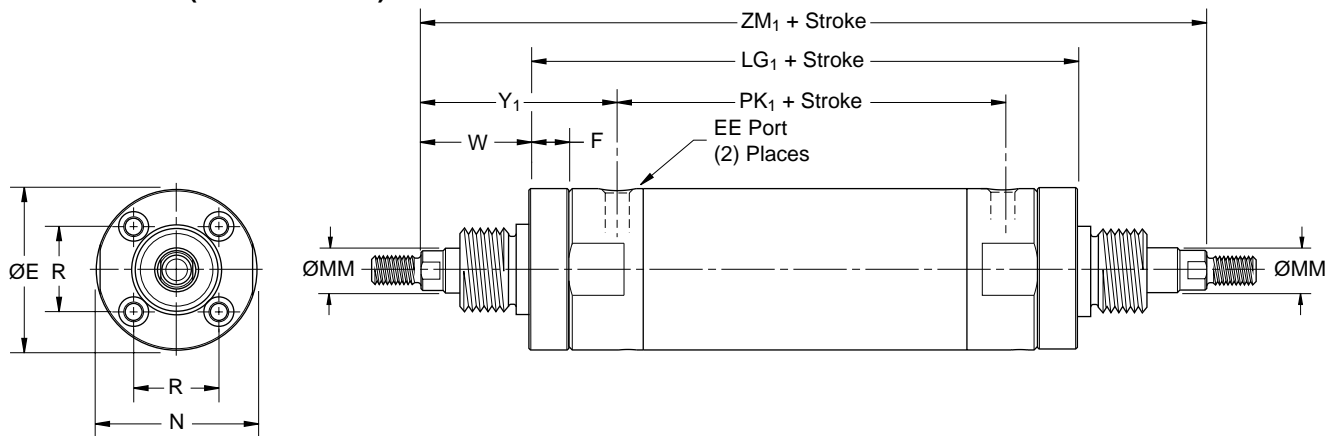 ZM₁ + Stroke
LG₁ + Stroke
Y₁
PK₁ + Stroke
W
F
EE Port
(2) Places
ØE
R
ØMM
ØMM
R
N